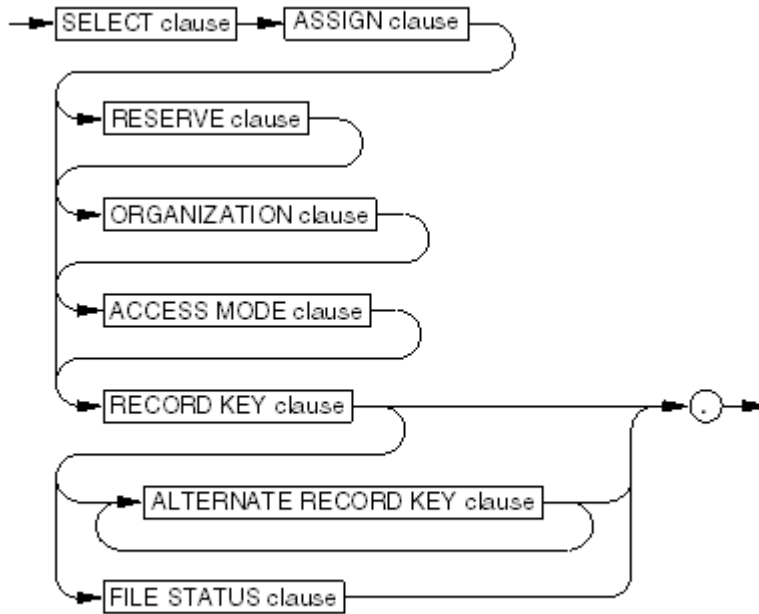 SELECT clause ASSIGN clause
RESERVE clause
ORGANIZATION clause
ACCESS MODE clause
RECORD KEY clause .
ALTERNATE RECORD KEY clause
FILE STATUS clause